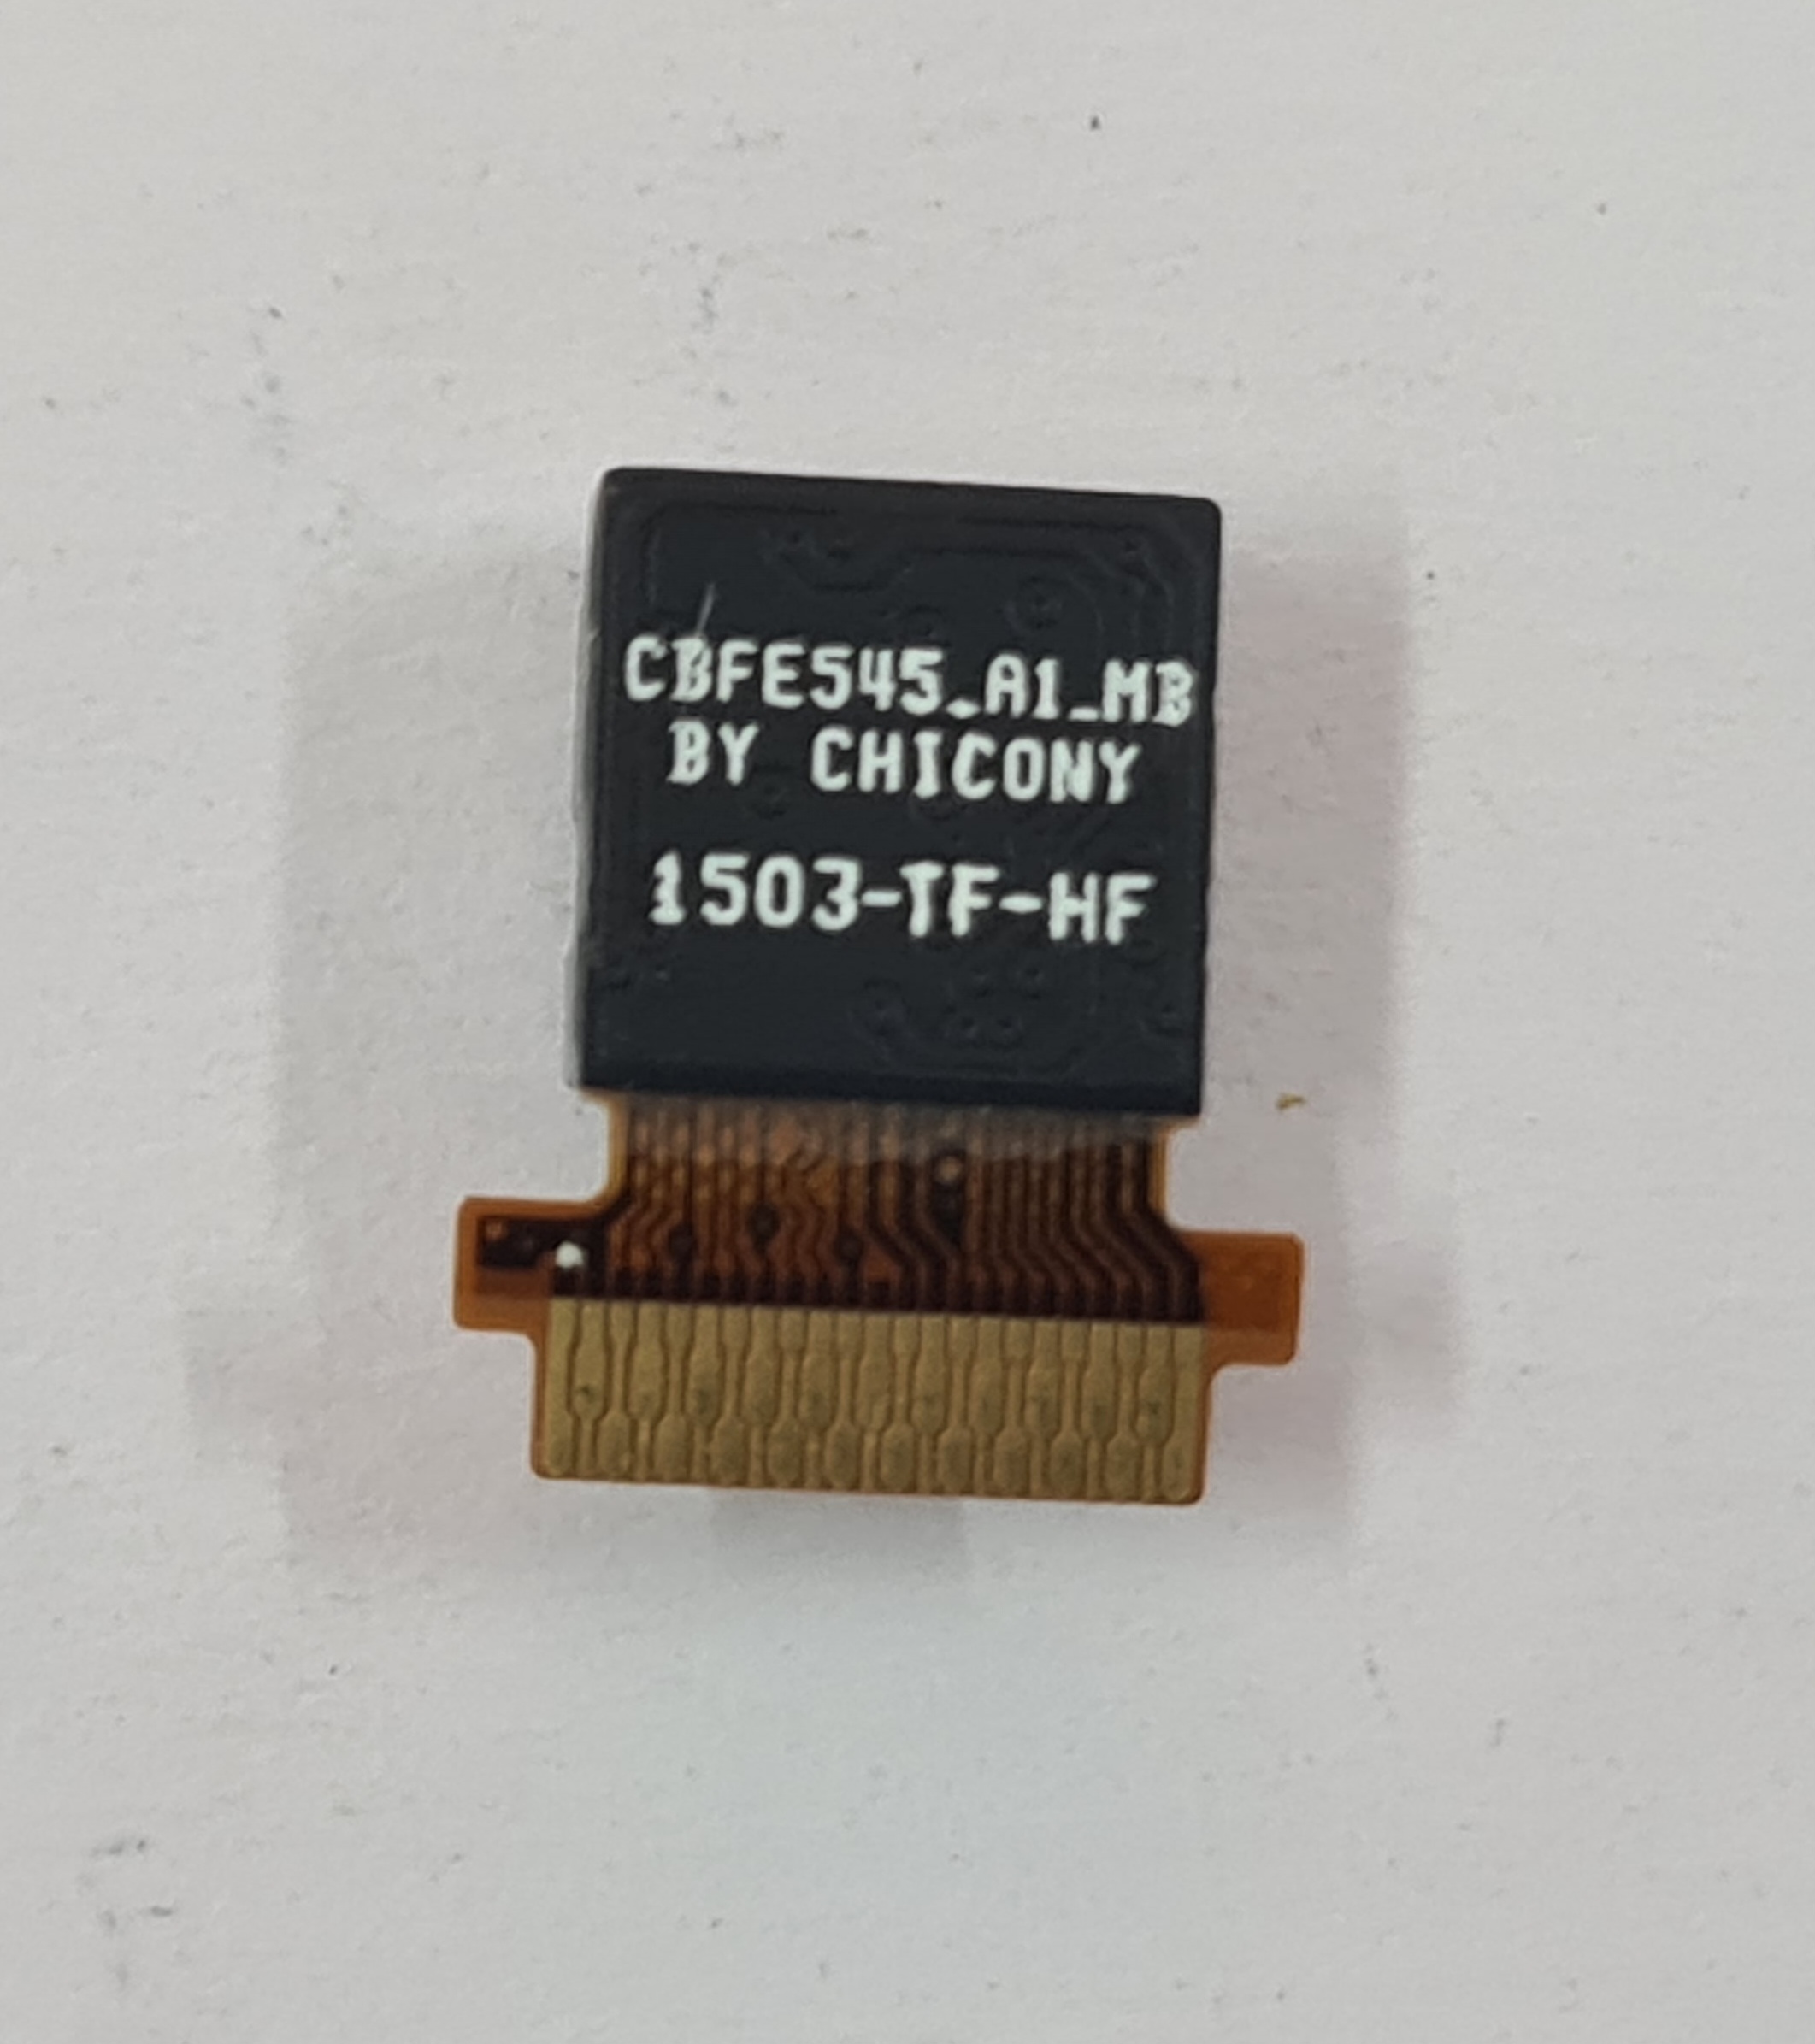 CBFE545_A1_MB
BY CHICONY
1503-TF-HF